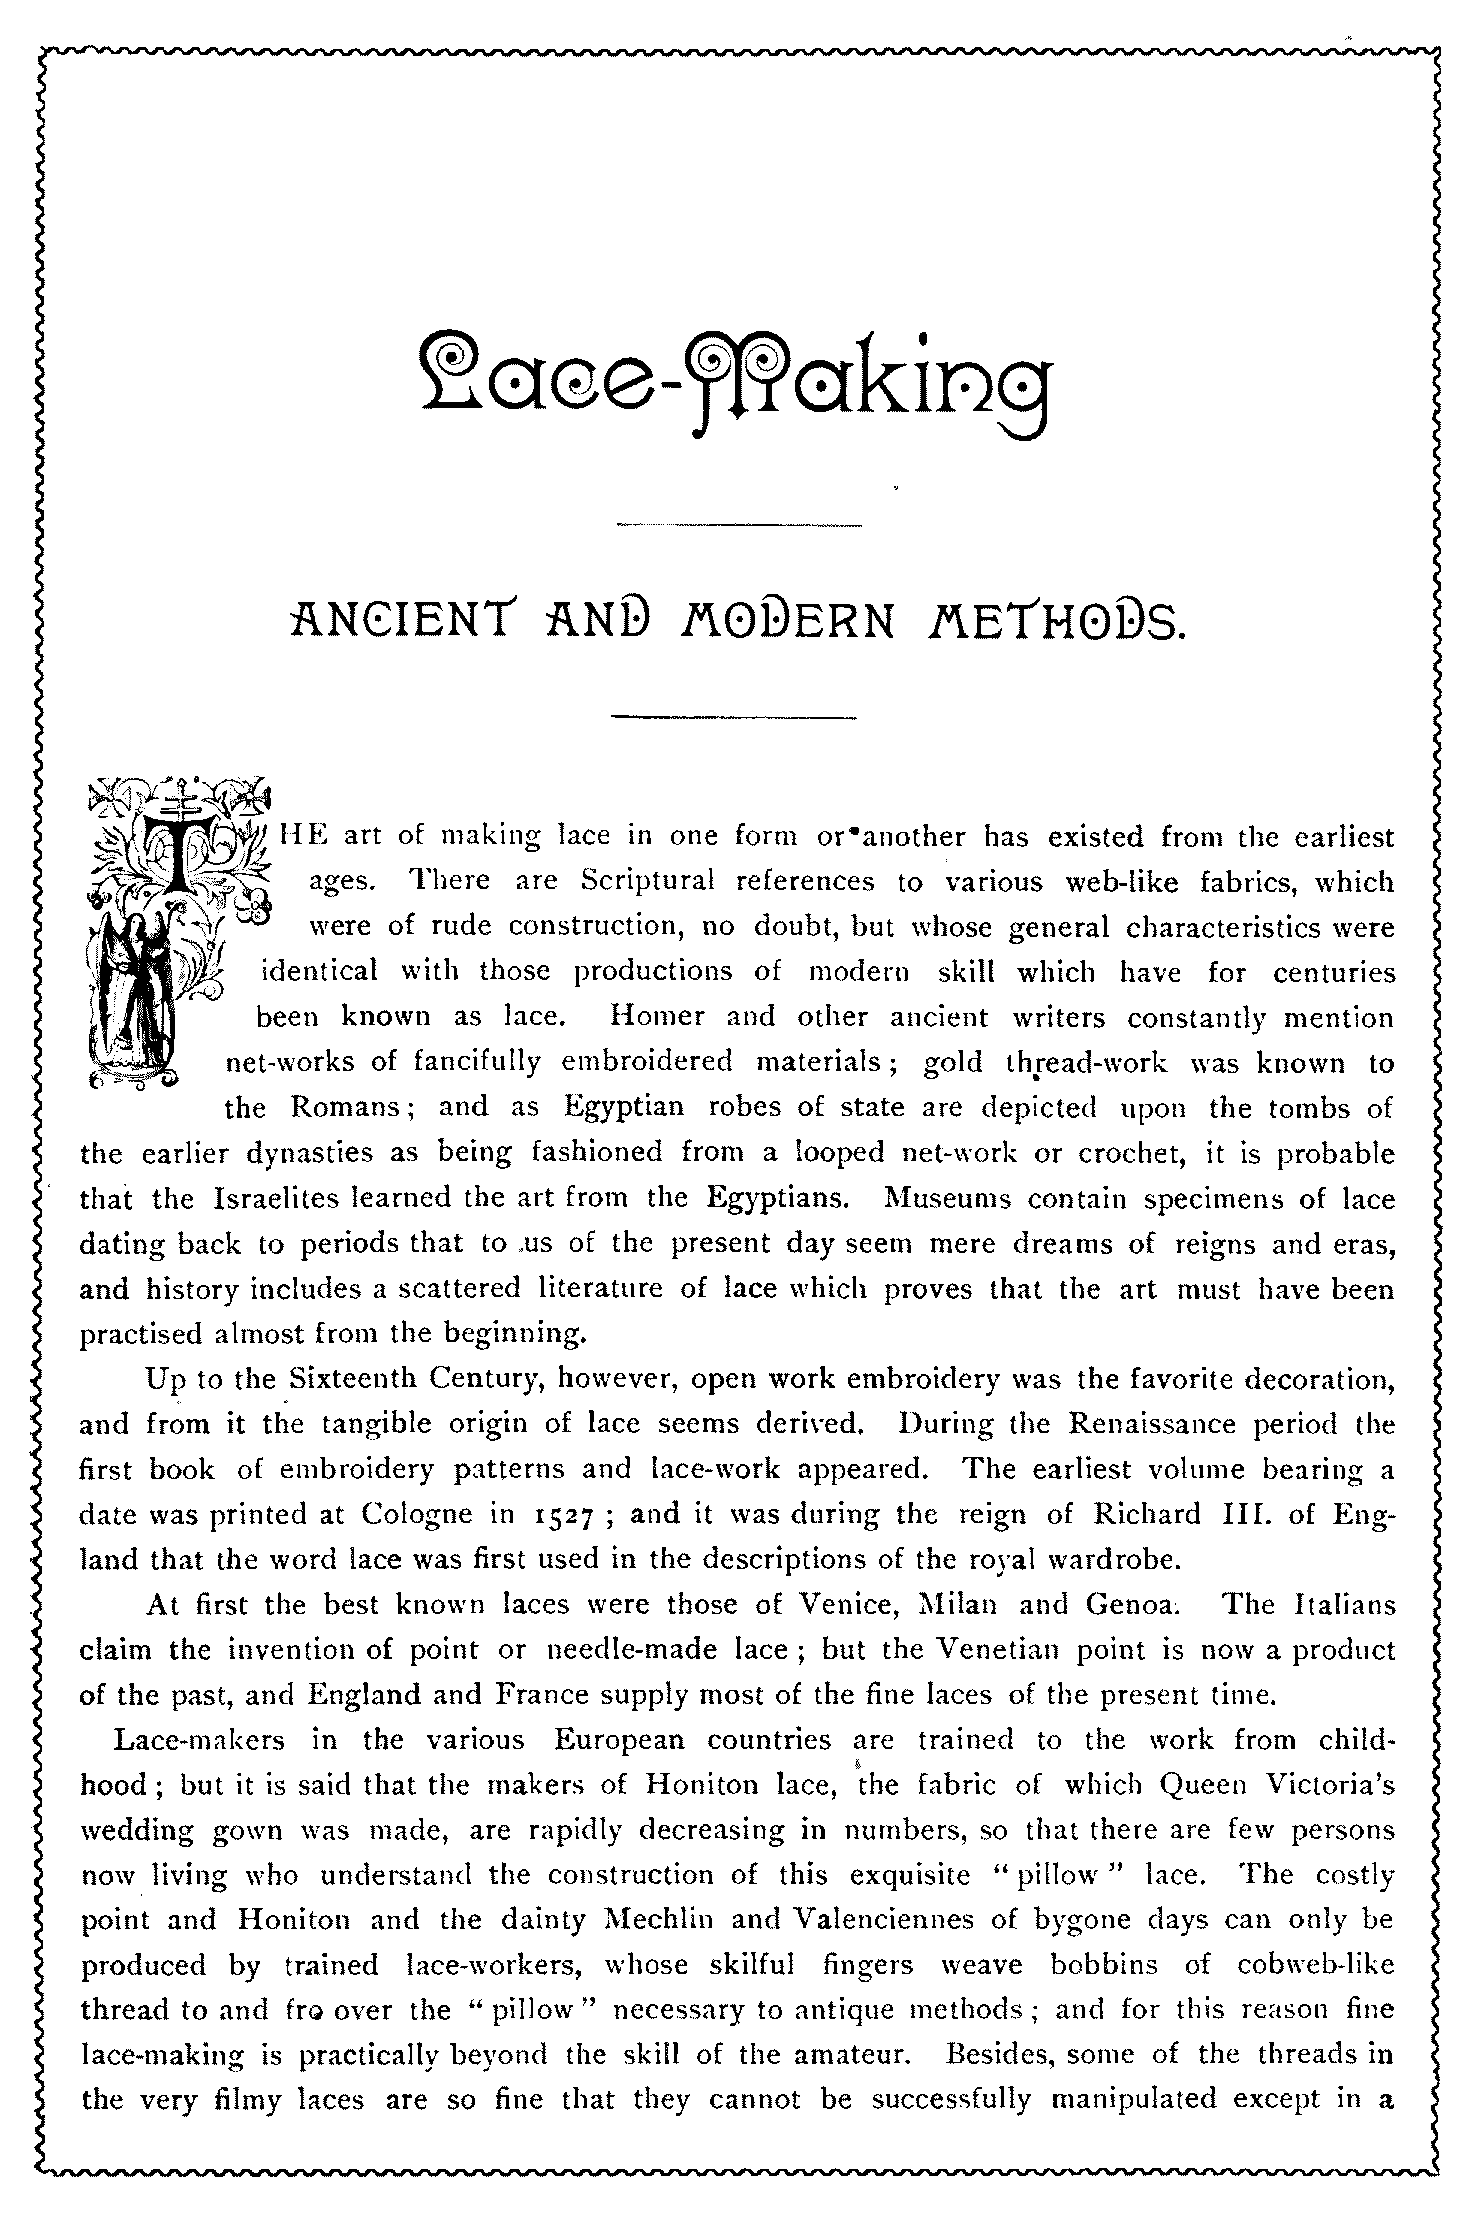 Lace-Making
ANCIENT AND MODERN METHODS.
THE art of making lace in one form or another has existed from the earliest
ages. There are Scriptural references to various web-like fabrics, which
were of rude construction, no doubt, but whose general characteristics were
identical with those productions of modern skill which have for centuries
been known as lace. Homer and other ancient writers constantly mention
net-works of fancifully embroidered materials; gold thread-work was known to
the Romans; and as Egyptian robes of state are depicted upon the tombs of
the earlier dynasties as being fashioned from a looped net-work or crochet, it is probable
that the Israelites learned the art from the Egyptians. Museums contain specimens of lace
dating back to periods that to us of the present day seem mere dreams of reigns and eras,
and history includes a scattered literature of lace which proves that the art must have been
practised almost from the beginning.
Up to the Sixteenth Century, however, open work embroidery was the favorite decoration,
and from it the tangible origin of lace seems derived. During the Renaissance period the
first book of embroidery patterns and lace-work appeared. The earliest volume bearing a
date was printed at Cologne in 1527; and it was during the reign of Richard III. of Eng-
land that the word lace was first used in the descriptions of the royal wardrobe.
At first the best known laces were those of Venice, Milan and Genoa. The Italians
claim the invention of point or needle-made lace; but the Venetian point is now a product
of the past, and England and France supply most of the fine laces of the present time.
Lace-makers in the various European countries are trained to the work from child-
hood; but it is said that the makers of Honiton lace, the fabric of which Queen Victoria's
wedding gown was made, are rapidly decreasing in numbers, so that there are few persons
now living who understand the construction of this exquisite "pillow" lace. The costly
point and Honiton and the dainty Mechlin and Valenciennes of bygone days can only be
produced by trained lace-workers, whose skilful fingers weave bobbins of cobweb-like
thread to and fro over the "pillow" necessary to antique methods; and for this reason fine
lace-making is practically beyond the skill of the amateur. Besides, some of the threads in
the very filmy laces are so fine that they cannot be successfully manipulated except in a